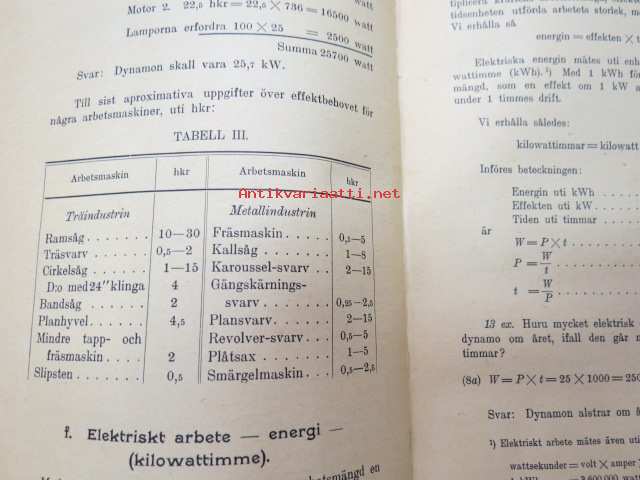 Motor 2. 22,5 hkr = 22,5 × 736 = 16500 watt
Lamporna erfordra 100 × 25 = 2500 watt
Summa 25700 watt
Svar: Dynamon skall vara 25,7 kW.
Till sist aproximativa uppgifter över effektbehovet för
några arbetsmaskiner, uti hkr:
TABELL III.
Arbetsmaskin hkr Arbetsmaskin hkr
Träindustrin Metallindustrin
Ramsåg . . . . . . . 10—30 Fräsmaskin . . . . . 0,5—5
Träsvarv . . . . . . 0,5—2 Kallsåg . . . . . . . 1—8
Cirkelsåg 1—15 Karoussel-svarv . . 2—15
D:o med 24" klinga 4 Gängskärnings-
Bandsåg 2 svarv . . . . . . . 0,25—2,5
Planhyvel . . . . . . 4,5 Plansvarv . . . . . . 2—15
Mindre tapp- och Revolver-svarv . . . 0,5—5
fräsmaskin . . . . 2 Plåtsax . . . . . . . 1—5
Slipsten . . . . . . . 0,5 Smärgelmaskin . . . 0,5—2,5
f. Elektriskt arbete — energi —
(kilowattimme).
Antikvariaatti.net
tidsenheten utförda arbetets storlek, m
Vi erhålla så
energin = effekten × t
Elektriska energin mätes uti enh
wattimme (kWh). ¹) Med 1 kWh för
mängd, som en effekt om 1 kW a
under 1 timmes drift.
Vi erhålla således:
kilowattimmar = kilowatt
Införes beteckningen:
Energin uti kWh . . .
Effekten uti kW . . .
Tiden uti timmar . .
är
W = P × t . . . .
P = W/t
t = W/P
13 ex. Huru mycket elektrisk
dynamo om året, ifall den går m
timmar?
(8a) W = P × t = 25 × 1000 = 250
Svar: Dynamon alstrar om
¹) Elektriskt arbete mätes även uti
wattsekunder = volt × amper ×